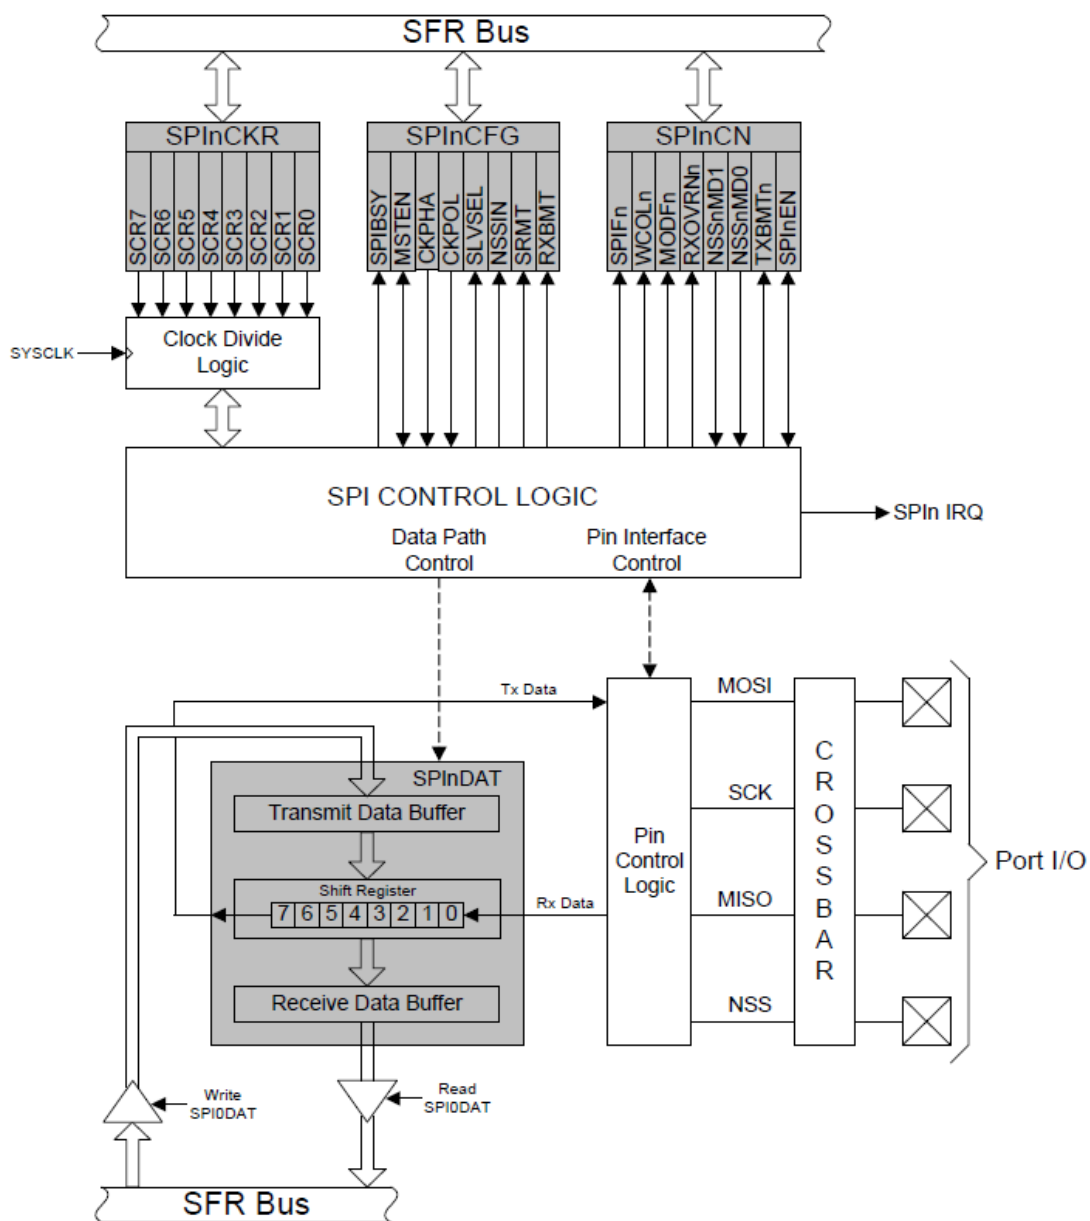 SFR Bus
SPInCKR
SPInCFG
SPInCN
SCR7
SCR6
SCR5
SCR4
SCR3
SCR2
SCR1
SCR0
SPIBSY
MSTEN
CKPHA
CKPOL
SLVSEL
NSSIN
SRMT
RXBMT
SPIFn
WCOLn
MODFn
RXOVRNn
NSSnMD1
NSSnMD0
TXBMTn
SPInEN
SYSCLK
Clock Divide
Logic
SPI CONTROL LOGIC
SPIn IRQ
Data Path
Control
Pin Interface
Control
Tx Data
MOSI
SPInDAT
Transmit Data Buffer
SCK
Pin
Control
Logic
CROSSBAR
Port I/O
Shift Register
7 6 5 4 3 2 1 0
Rx Data
MISO
Receive Data Buffer
NSS
Write
SPI0DAT
Read
SPI0DAT
SFR Bus